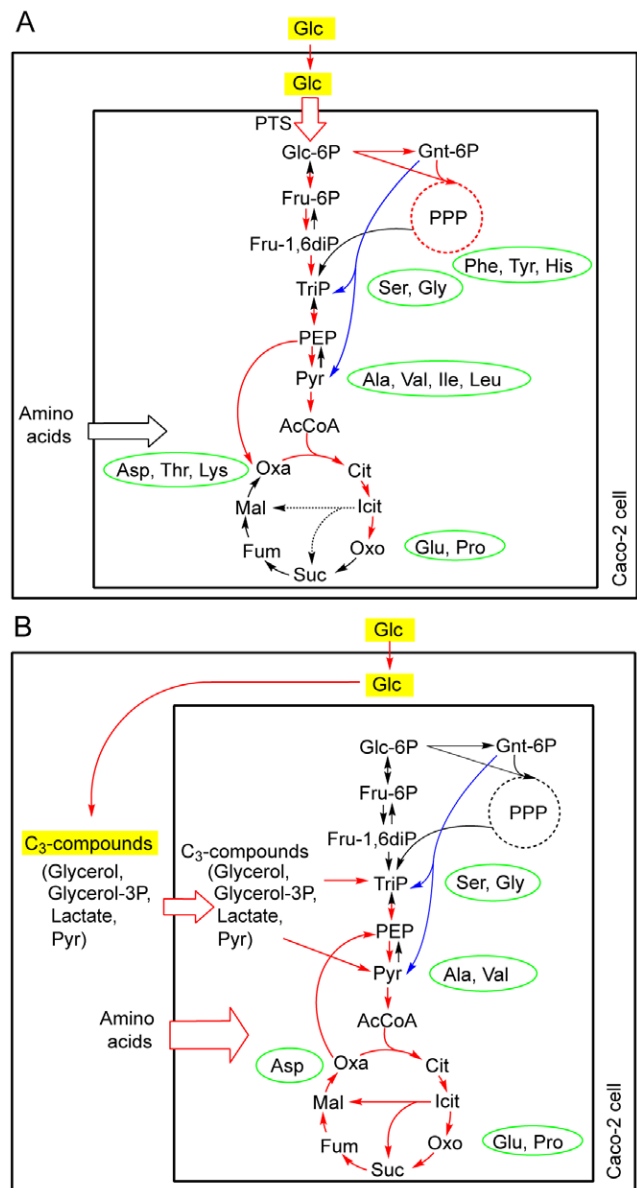 A
Glc
Glc
PTS
Glc-6P
Gnt-6P
Fru-6P
PPP
Fru-1,6diP
Phe, Tyr, His
TriP
Ser, Gly
PEP
Pyr
Ala, Val, Ile, Leu
Amino
acids
AcCoA
Asp, Thr, Lys
Oxa
Cit
Mal
Icit
Fum
Oxo
Glu, Pro
Suc
Caco-2 cell
B
Glc
Glc
Glc-6P
Gnt-6P
Fru-6P
PPP
Fru-1,6diP
C₃-compounds
(Glycerol,
Glycerol-3P,
Lactate,
Pyr)
C₃-compounds
(Glycerol,
Glycerol-3P,
Lactate,
Pyr)
TriP
Ser, Gly
PEP
Pyr
Ala, Val
Amino
acids
AcCoA
Asp
Oxa
Cit
Mal
Icit
Fum
Oxo
Glu, Pro
Suc
Caco-2 cell